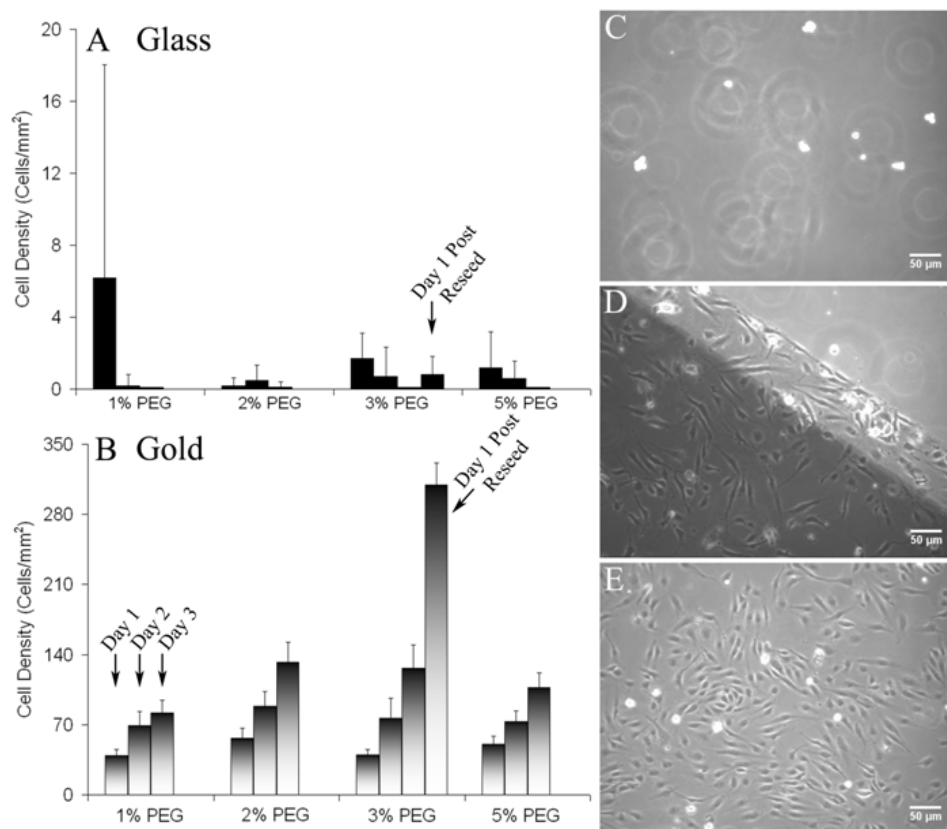 A Glass
20
16
12
8
4
0
Cell Density (Cells/mm²)
Day 1 Post
Reseed
1% PEG
2% PEG
3% PEG
5% PEG
B Gold
350
280
210
140
70
0
Cell Density (Cells/mm²)
Day 1
Day 2
Day 3
Day 1 Post
Reseed
1% PEG
2% PEG
3% PEG
5% PEG
C
50 µm
D
50 µm
E
50 µm